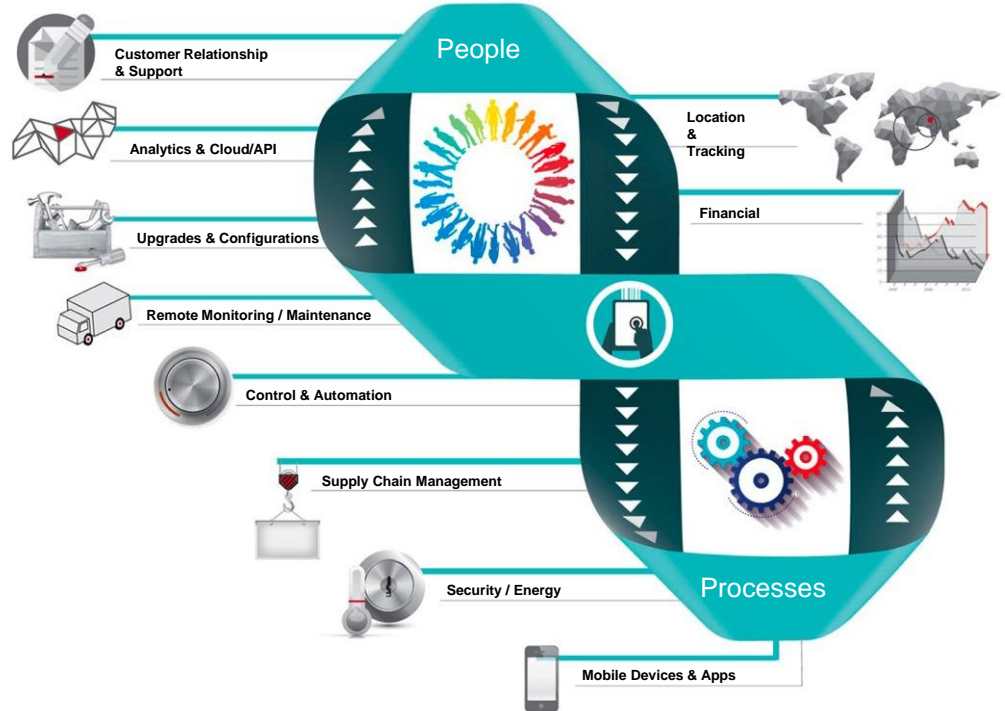 People
Customer Relationship
& Support
Location
&
Tracking
Analytics & Cloud/API
Financial
Upgrades & Configurations
Remote Monitoring / Maintenance
Control & Automation
Supply Chain Management
Security / Energy
Processes
Mobile Devices & Apps